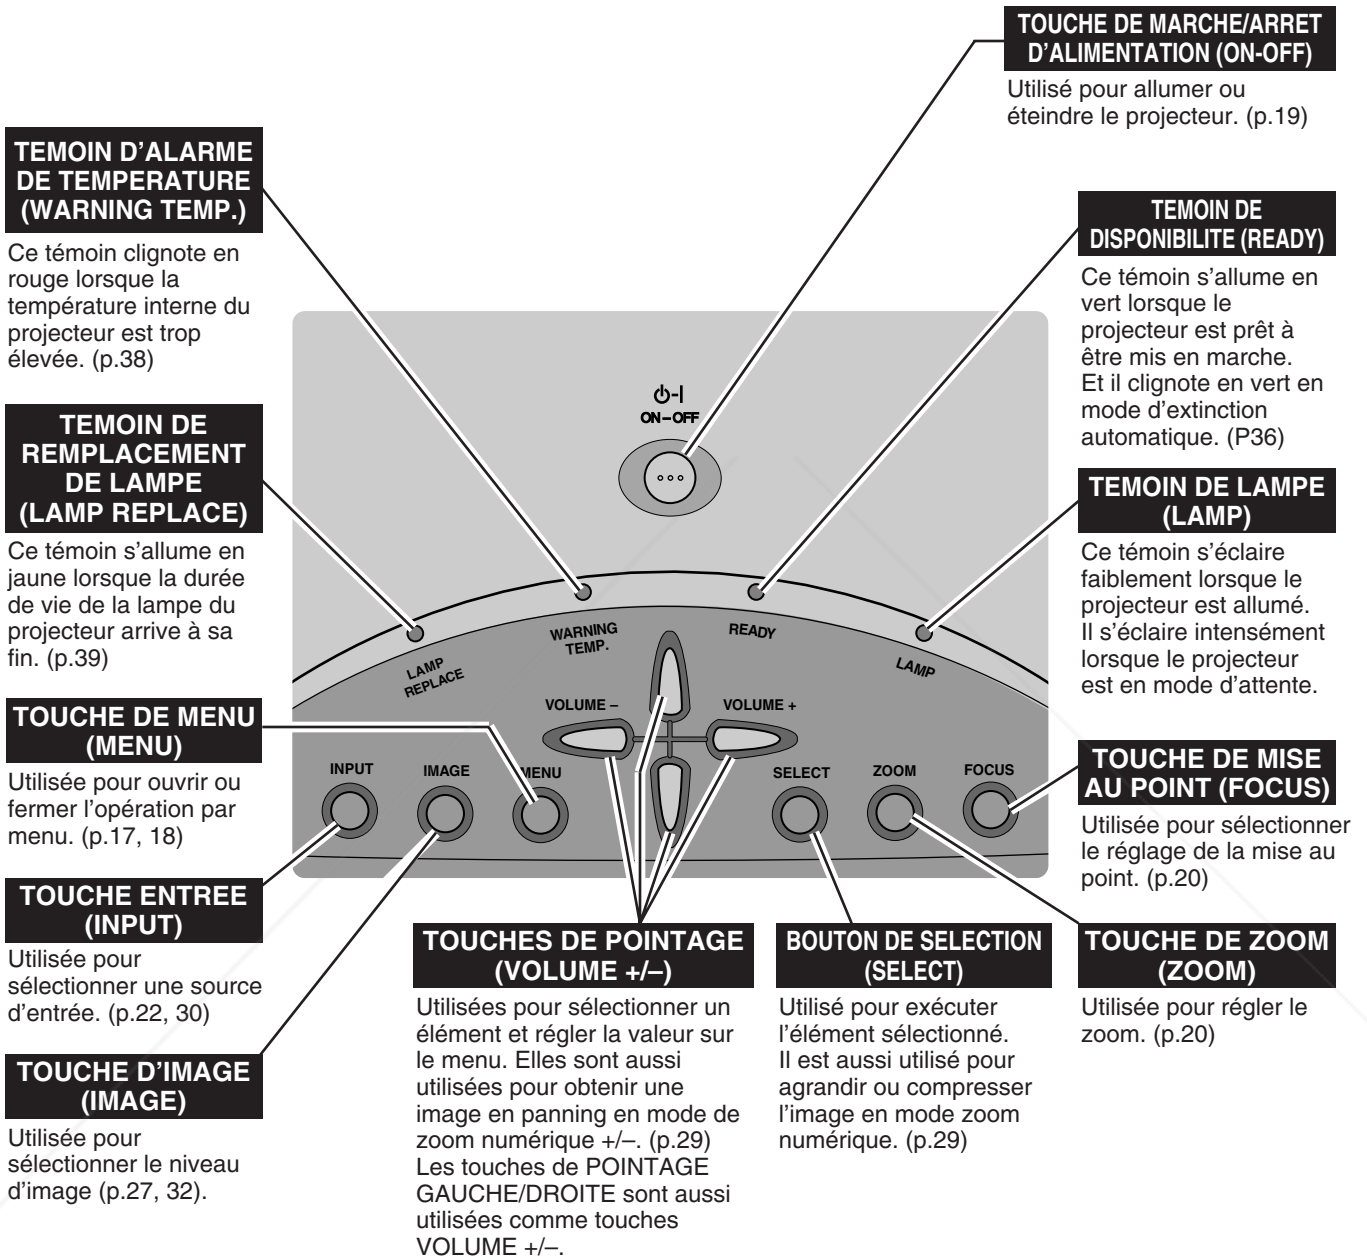 TOUCHE DE MARCHE/ARRET
D’ALIMENTATION (ON-OFF)
Utilisé pour allumer ou
éteindre le projecteur. (p.19)
TEMOIN D’ALARME
DE TEMPERATURE
(WARNING TEMP.)
Ce témoin clignote en
rouge lorsque la
température interne du
projecteur est trop
élevée. (p.38)
TEMOIN DE
DISPONIBILITE (READY)
Ce témoin s’allume en
vert lorsque le
projecteur est prêt à
être mis en marche.
Et il clignote en vert en
mode d’extinction
automatique. (P36)
TEMOIN DE
REMPLACEMENT
DE LAMPE
(LAMP REPLACE)
Ce témoin s’allume en
jaune lorsque la durée
de vie de la lampe du
projecteur arrive à sa
fin. (p.39)
TEMOIN DE LAMPE
(LAMP)
Ce témoin s’éclaire
faiblement lorsque le
projecteur est allumé.
Il s’éclaire intensément
lorsque le projecteur
est en mode d’attente.
ON – OFF
LAMP
REPLACE
WARNING
TEMP.
READY
LAMP
VOLUME –
VOLUME +
INPUT
IMAGE
MENU
SELECT
ZOOM
FOCUS
TOUCHE DE MENU
(MENU)
Utilisée pour ouvrir ou
fermer l’opération par
menu. (p.17, 18)
TOUCHE DE MISE
AU POINT (FOCUS)
Utilisée pour sélectionner
le réglage de la mise au
point. (p.20)
TOUCHE ENTREE
(INPUT)
Utilisée pour
sélectionner une source
d’entrée. (p.22, 30)
TOUCHE D’IMAGE
(IMAGE)
Utilisée pour
sélectionner le niveau
d’image (p.27, 32).
TOUCHES DE POINTAGE
(VOLUME +/–)
Utilisées pour sélectionner un
élément et régler la valeur sur
le menu. Elles sont aussi
utilisées pour obtenir une
image en panning en mode de
zoom numérique +/–. (p.29)
Les touches de POINTAGE
GAUCHE/DROITE sont aussi
utilisées comme touches
VOLUME +/–.
BOUTON DE SELECTION
(SELECT)
Utilisé pour exécuter
l’élément sélectionné.
Il est aussi utilisé pour
agrandir ou compresser
l’image en mode zoom
numérique. (p.29)
TOUCHE DE ZOOM
(ZOOM)
Utilisée pour régler le
zoom. (p.20)